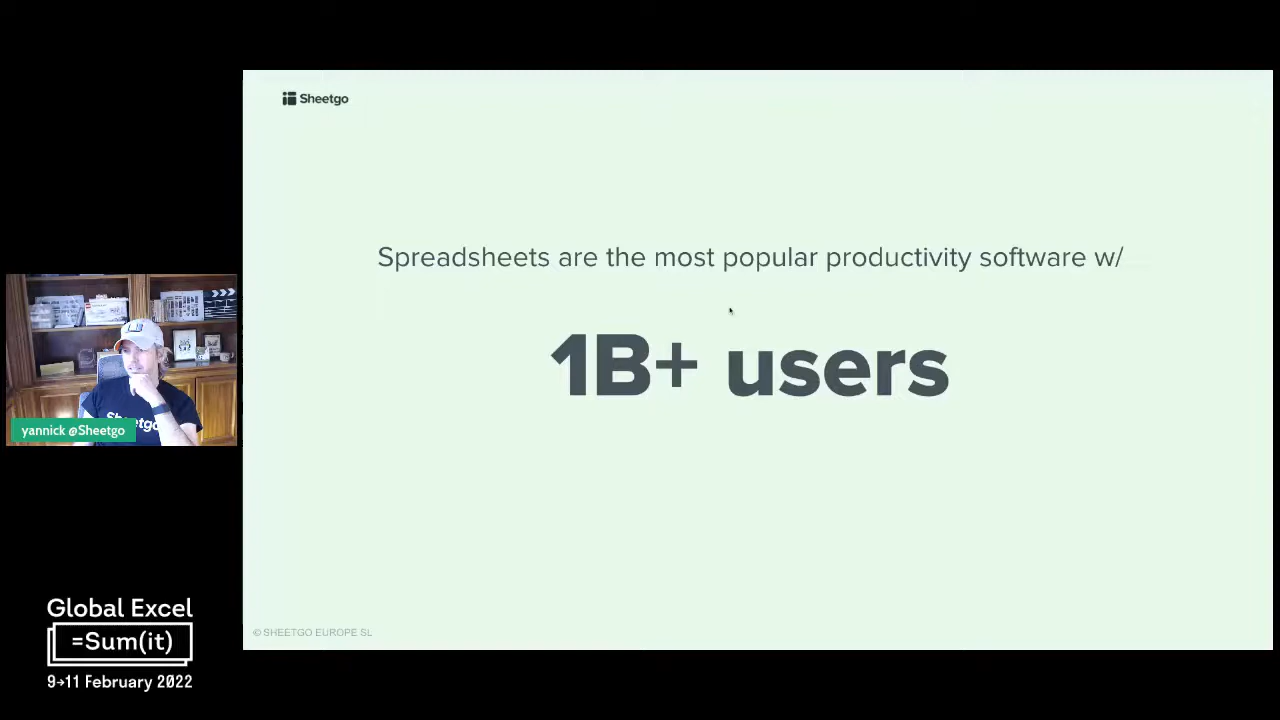 Sheetgo
Spreadsheets are the most popular productivity software w/
1B+ users
yannick @Sheetgo
© SHEETGO EUROPE SL
Global Excel
=Sum(it)
9→11 February 2022